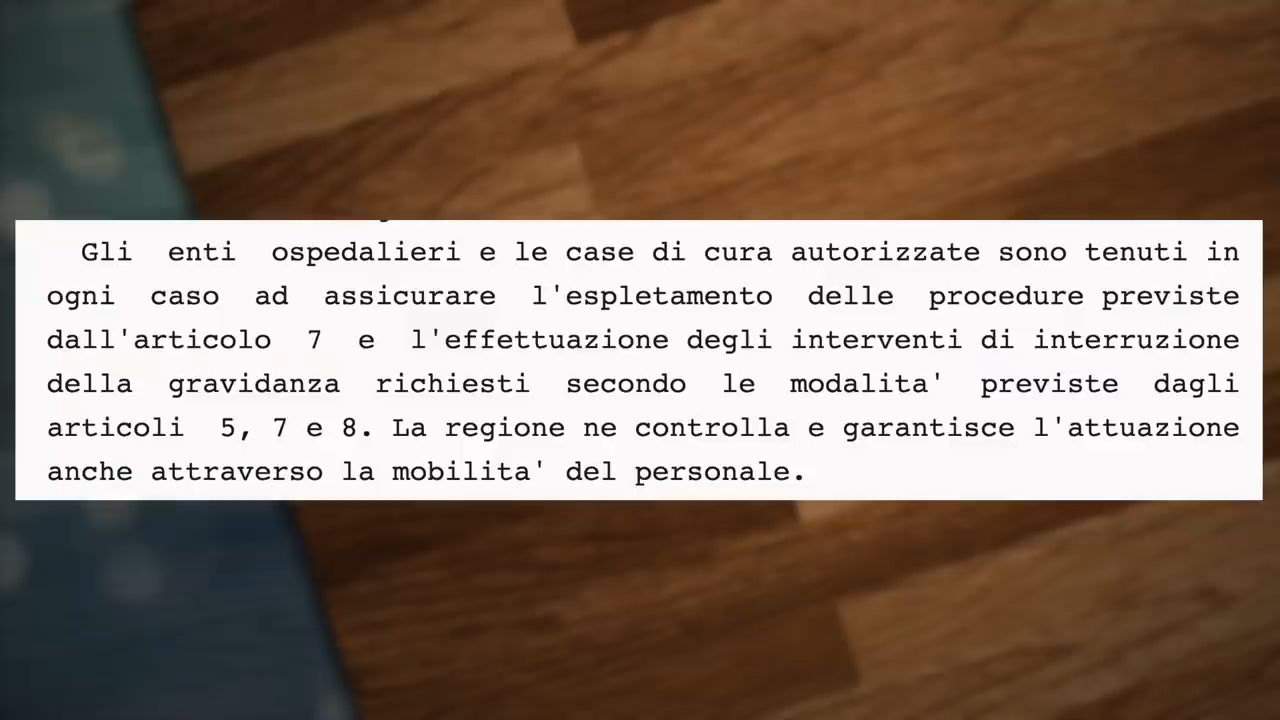 Gli enti ospedalieri e le case di cura autorizzate sono tenuti in
ogni caso ad assicurare l'espletamento delle procedure previste
dall'articolo 7 e l'effettuazione degli interventi di interruzione
della gravidanza richiesti secondo le modalita' previste dagli
articoli 5, 7 e 8. La regione ne controlla e garantisce l'attuazione
anche attraverso la mobilita' del personale.